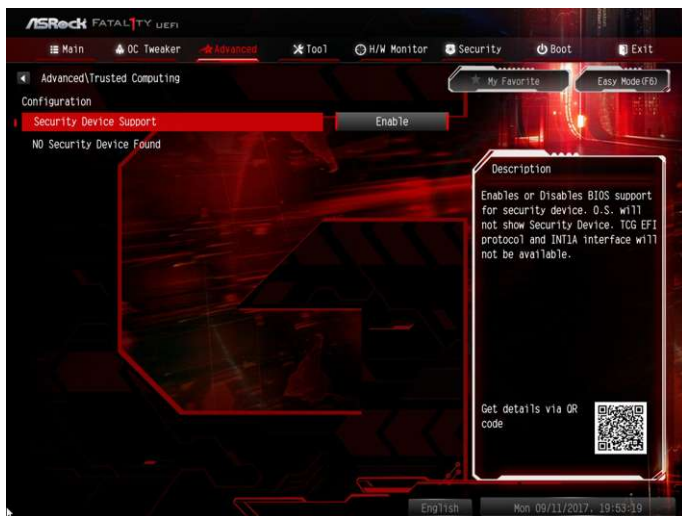 ASRock FATAL1TY UEFI
Main OC Tweaker Advanced Tool H/W Monitor Security Boot Exit
Advanced\Trusted Computing
My Favorite Easy Mode(F6)
Configuration
Security Device Support Enable
NO Security Device Found
Description
Enables or Disables BIOS support
for security device. O.S. will
not show Security Device. TCG EFI
protocol and INT1A interface will
not be available.
Get details via QR
code
English Mon 09/11/2017. 19:53:19